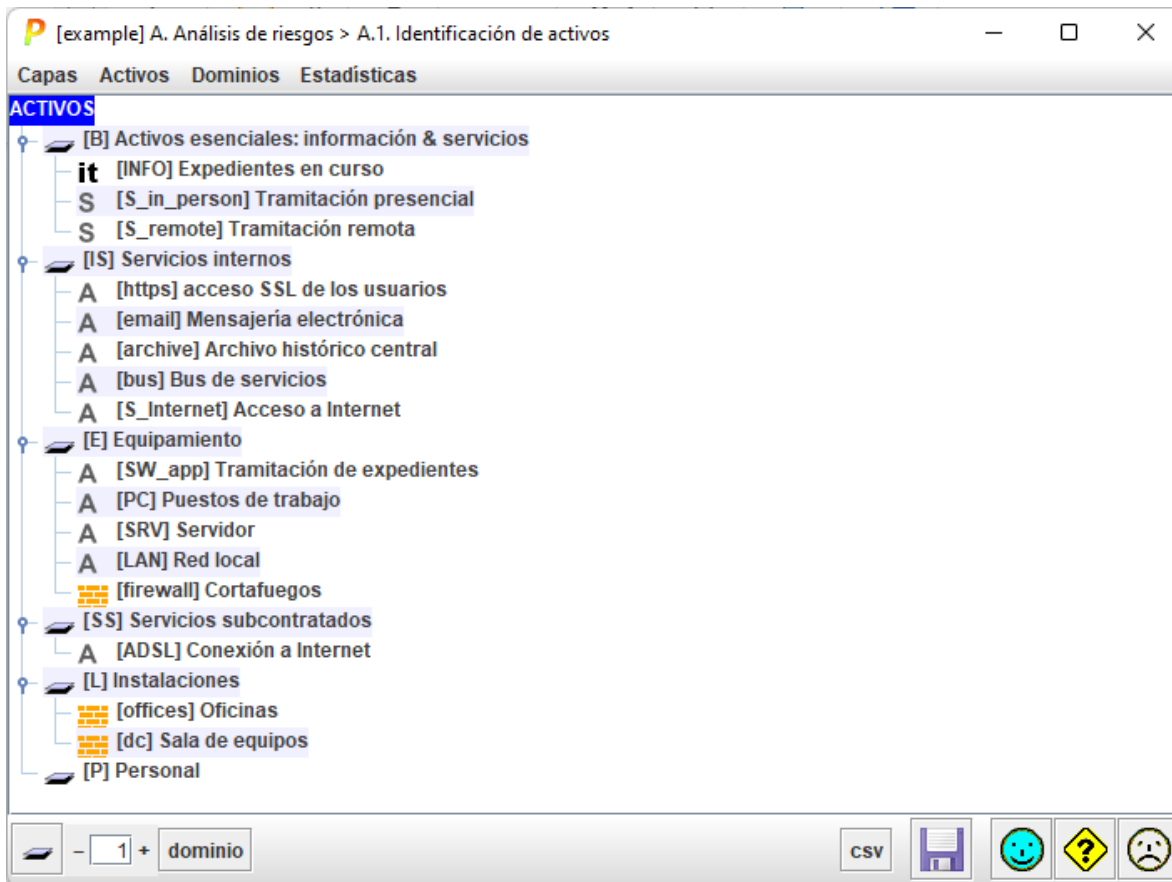 [example] A. Análisis de riesgos > A.1. Identificación de activos
Capas Activos Dominios Estadísticas
ACTIVOS
[B] Activos esenciales: información & servicios
it [INFO] Expedientes en curso
S [S_in_person] Tramitación presencial
S [S_remote] Tramitación remota
[IS] Servicios internos
A [https] acceso SSL de los usuarios
A [email] Mensajería electrónica
A [archive] Archivo histórico central
A [bus] Bus de servicios
A [S_Internet] Acceso a Internet
[E] Equipamiento
A [SW_app] Tramitación de expedientes
A [PC] Puestos de trabajo
A [SRV] Servidor
A [LAN] Red local
[firewall] Cortafuegos
[SS] Servicios subcontratados
A [ADSL] Conexión a Internet
[L] Instalaciones
[offices] Oficinas
[dc] Sala de equipos
[P] Personal
- 1 + dominio csv ?